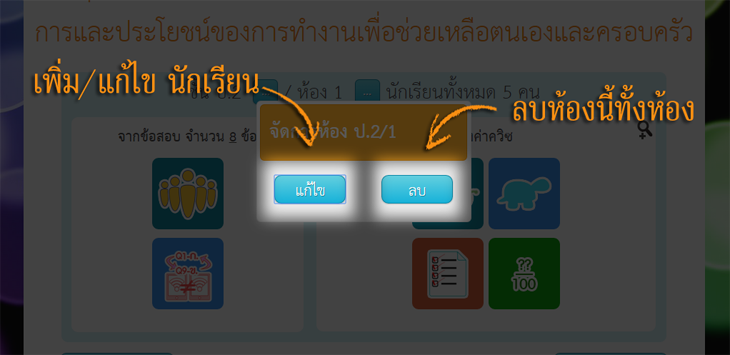 การและประโยชน์ของการทำงานเพื่อช่วยเหลือตนเองและครอบครัว
เพิ่ม/แก้ไข นักเรียน
ป.2 ... / ห้อง 1 ... นักเรียนทั้งหมด 5 คน
ลบห้องนี้ทั้งห้อง
จากข้อสอบ จำนวน 8 ข้อ
จัดการห้อง ป.2/1
ค่าควิซ
แก้ไข
ลบ
??
100